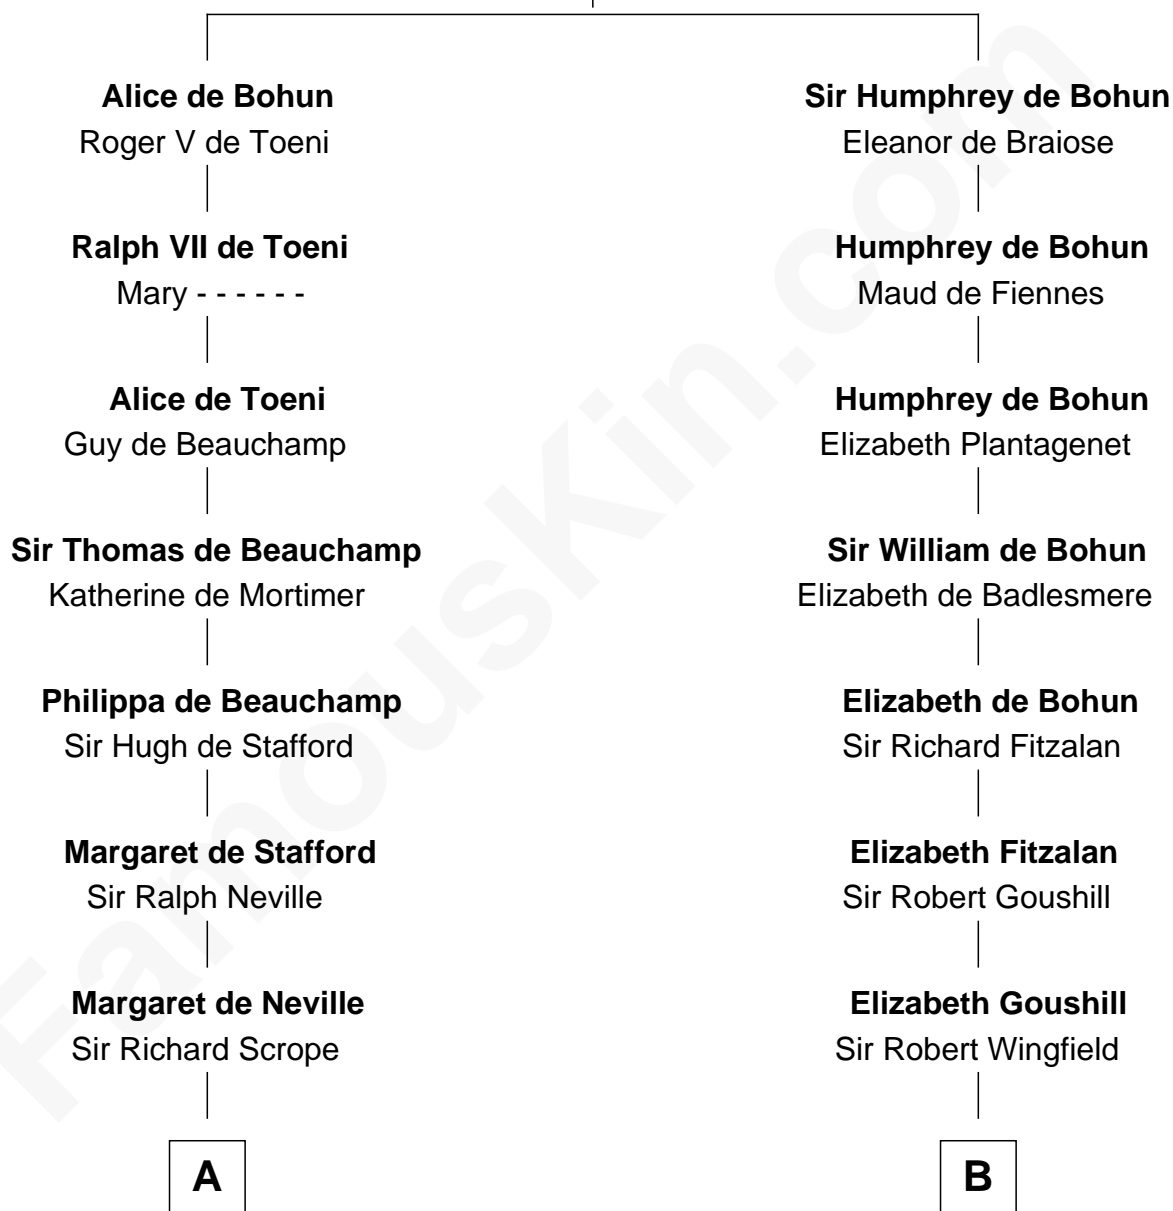 Alice de Bohun
Roger V de Toeni
Ralph VII de Toeni
Mary - - - - - -
Alice de Toeni
Guy de Beauchamp
Sir Thomas de Beauchamp
Katherine de Mortimer
Philippa de Beauchamp
Sir Hugh de Stafford
Margaret de Stafford
Sir Ralph Neville
Margaret de Neville
Sir Richard Scrope
A
Sir Humphrey de Bohun
Eleanor de Braiose
Humphrey de Bohun
Maud de Fiennes
Humphrey de Bohun
Elizabeth Plantagenet
Sir William de Bohun
Elizabeth de Badlesmere
Elizabeth de Bohun
Sir Richard Fitzalan
Elizabeth Fitzalan
Sir Robert Goushill
Elizabeth Goushill
Sir Robert Wingfield
B
FamousKin.com